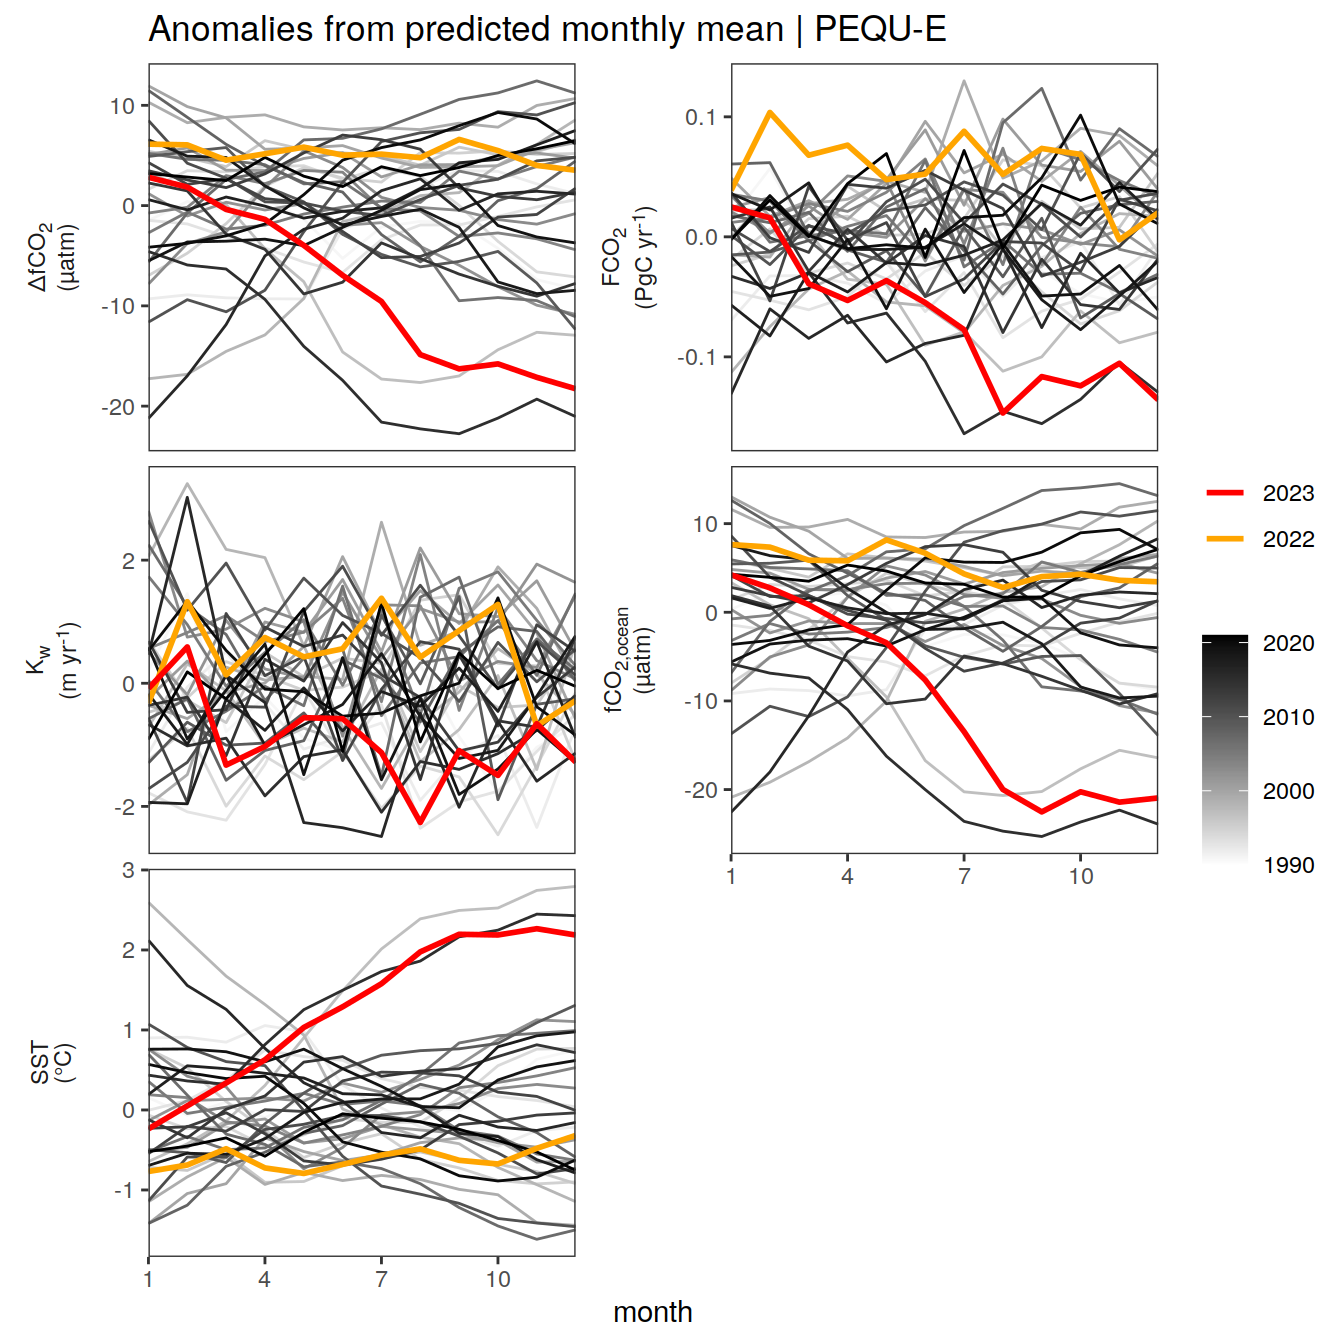 Anomalies from predicted monthly mean | PEQU-E
ΔfCO2
(µatm)
10
0
-10
-20
FCO2
(PgC yr-1)
0.1
0.0
-0.1
Kw
(m yr-1)
2
0
-2
fCO2,ocean
(µatm)
10
0
-10
-20
1
4
7
10
SST
(°C)
3
2
1
0
-1
1
4
7
10
month
2023
2022
2020
2010
2000
1990